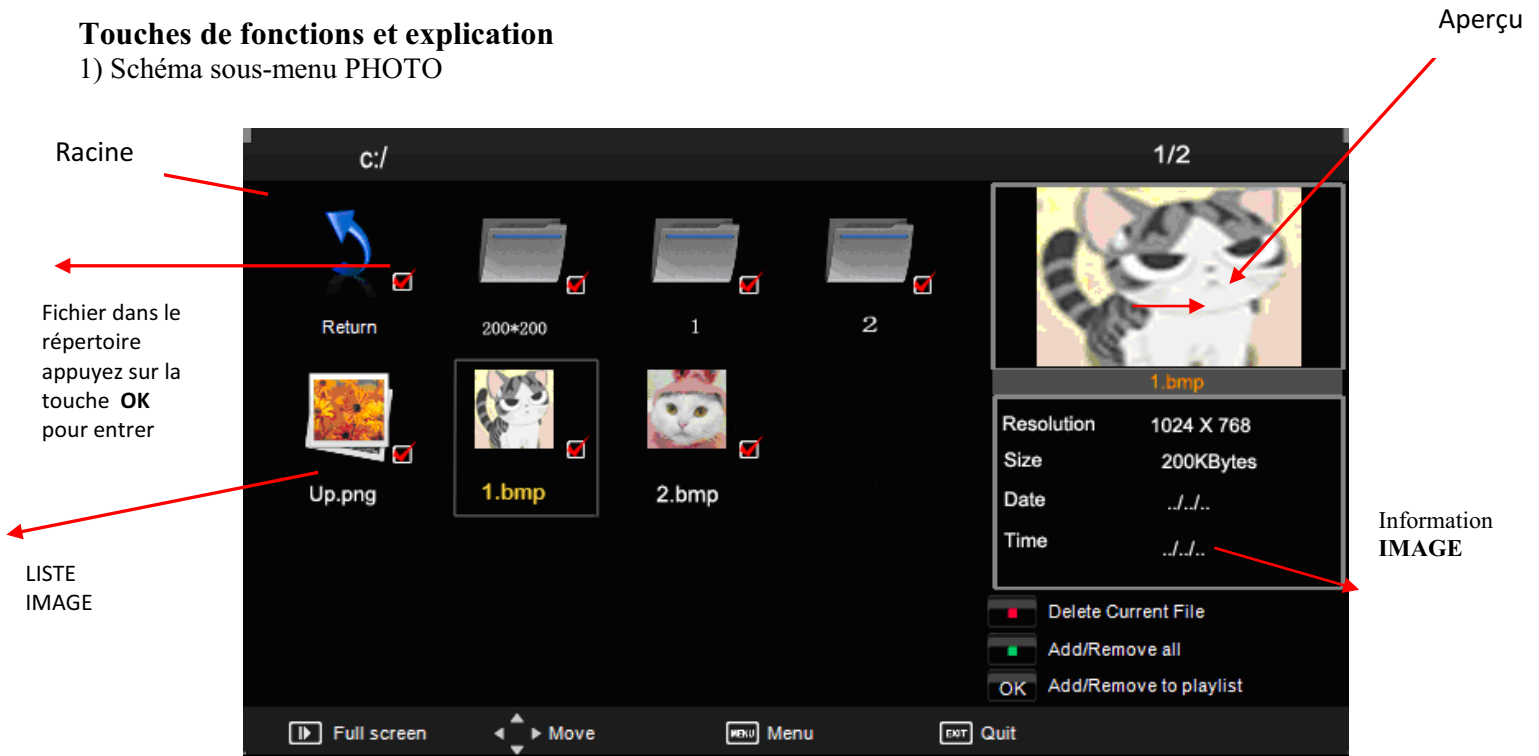 Aperçu
Touches de fonctions et explication
1) Schéma sous-menu PHOTO
Racine
c:/
1/2
Fichier dans le
répertoire
appuyez sur la
touche OK
pour entrer
Return
200*200
1
2
1.bmp
Resolution 1024 X 768
Size 200KBytes
Date ../../..
Time ../../..
Up.png
1.bmp
2.bmp
Information
IMAGE
LISTE
IMAGE
Delete Current File
Add/Remove all
OK Add/Remove to playlist
Full screen
Move
MENU Menu
EXIT Quit